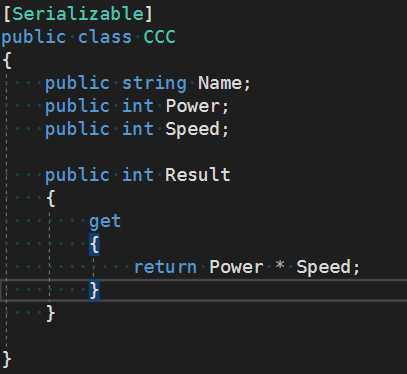 [Serializable]
public class CCC
{
    public string Name;
    public int Power;
    public int Speed;

    public int Result
    {
        get
        {
            return Power * Speed;
        }
    }

}